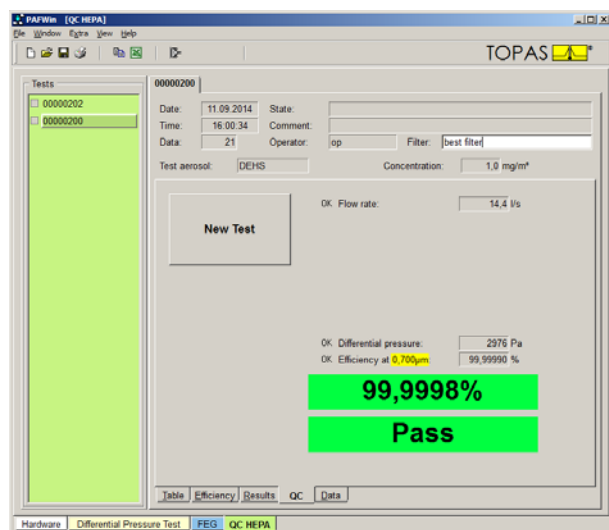 PAFWin [QC HEPA]
File Window Extra View Help
TOPAS
Tests
00000202
00000200
00000200
Date: 11.09.2014 State:
Time: 16:00:34 Comment:
Data: 21 Operator: op Filter: best filter
Test aerosol: DEHS Concentration: 1,0 mg/m³
New Test
OK Flow rate: 14,4 l/s
OK Differential pressure: 2976 Pa
OK Efficiency at 0,700µm: 99,99990 %
99,9998%
Pass
Table Efficiency Results QC Data
Hardware Differential Pressure Test FEG QC HEPA